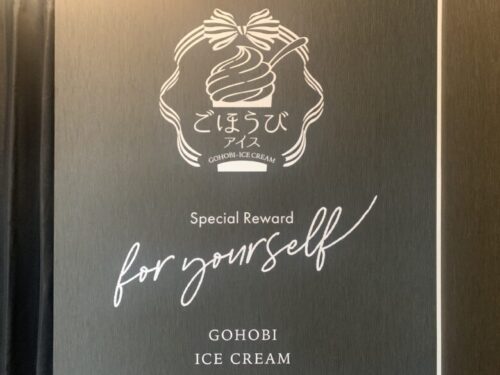 ごほうび
アイス
GOHOBI-ICE CREAM
Special Reward
for yourself
GOHOBI
ICE CREAM